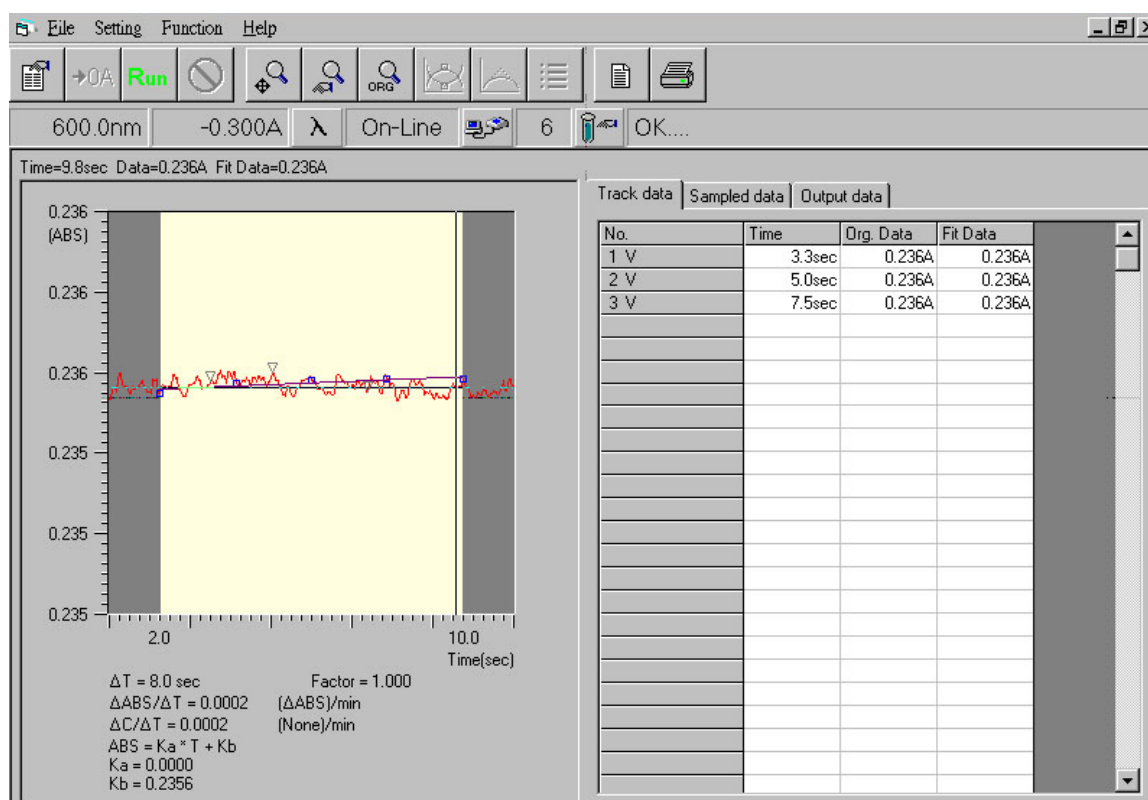 File Setting Function Help
→0A Run ORG
600.0nm -0.300A λ On-Line 6 OK....
Time=9.8sec Data=0.236A Fit Data=0.236A
0.236
(ABS)
0.236
0.236
0.235
0.235
0.235
2.0 10.0
Time(sec)
ΔT = 8.0 sec Factor = 1.000
ΔABS/ΔT = 0.0002 (ΔABS)/min
ΔC/ΔT = 0.0002 (None)/min
ABS = Ka * T + Kb
Ka = 0.0000
Kb = 0.2356
Track data Sampled data Output data
No. Time Org. Data Fit Data
1 V 3.3sec 0.236A 0.236A
2 V 5.0sec 0.236A 0.236A
3 V 7.5sec 0.236A 0.236A